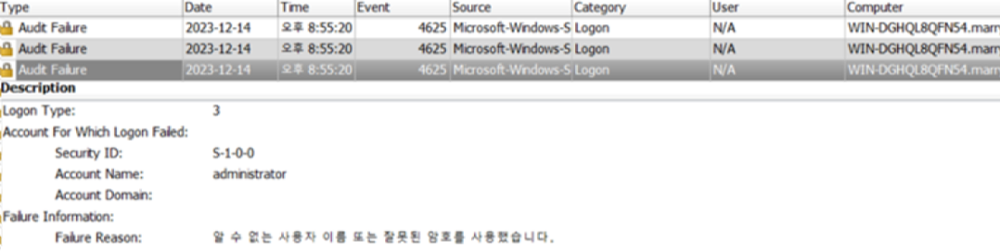 Type Date Time Event Source Category User Computer
Audit Failure 2023-12-14 오후 8:55:20 4625 Microsoft-Windows-S Logon N/A WIN-DGHQL8QFN54.marr
Audit Failure 2023-12-14 오후 8:55:20 4625 Microsoft-Windows-S Logon N/A WIN-DGHQL8QFN54.marr
Audit Failure 2023-12-14 오후 8:55:20 4625 Microsoft-Windows-S Logon N/A WIN-DGHQL8QFN54.marr
Description
Logon Type: 3
Account For Which Logon Failed:
Security ID: S-1-0-0
Account Name: administrator
Account Domain:
Failure Information:
Failure Reason: 알 수 없는 사용자 이름 또는 잘못된 암호를 사용했습니다.